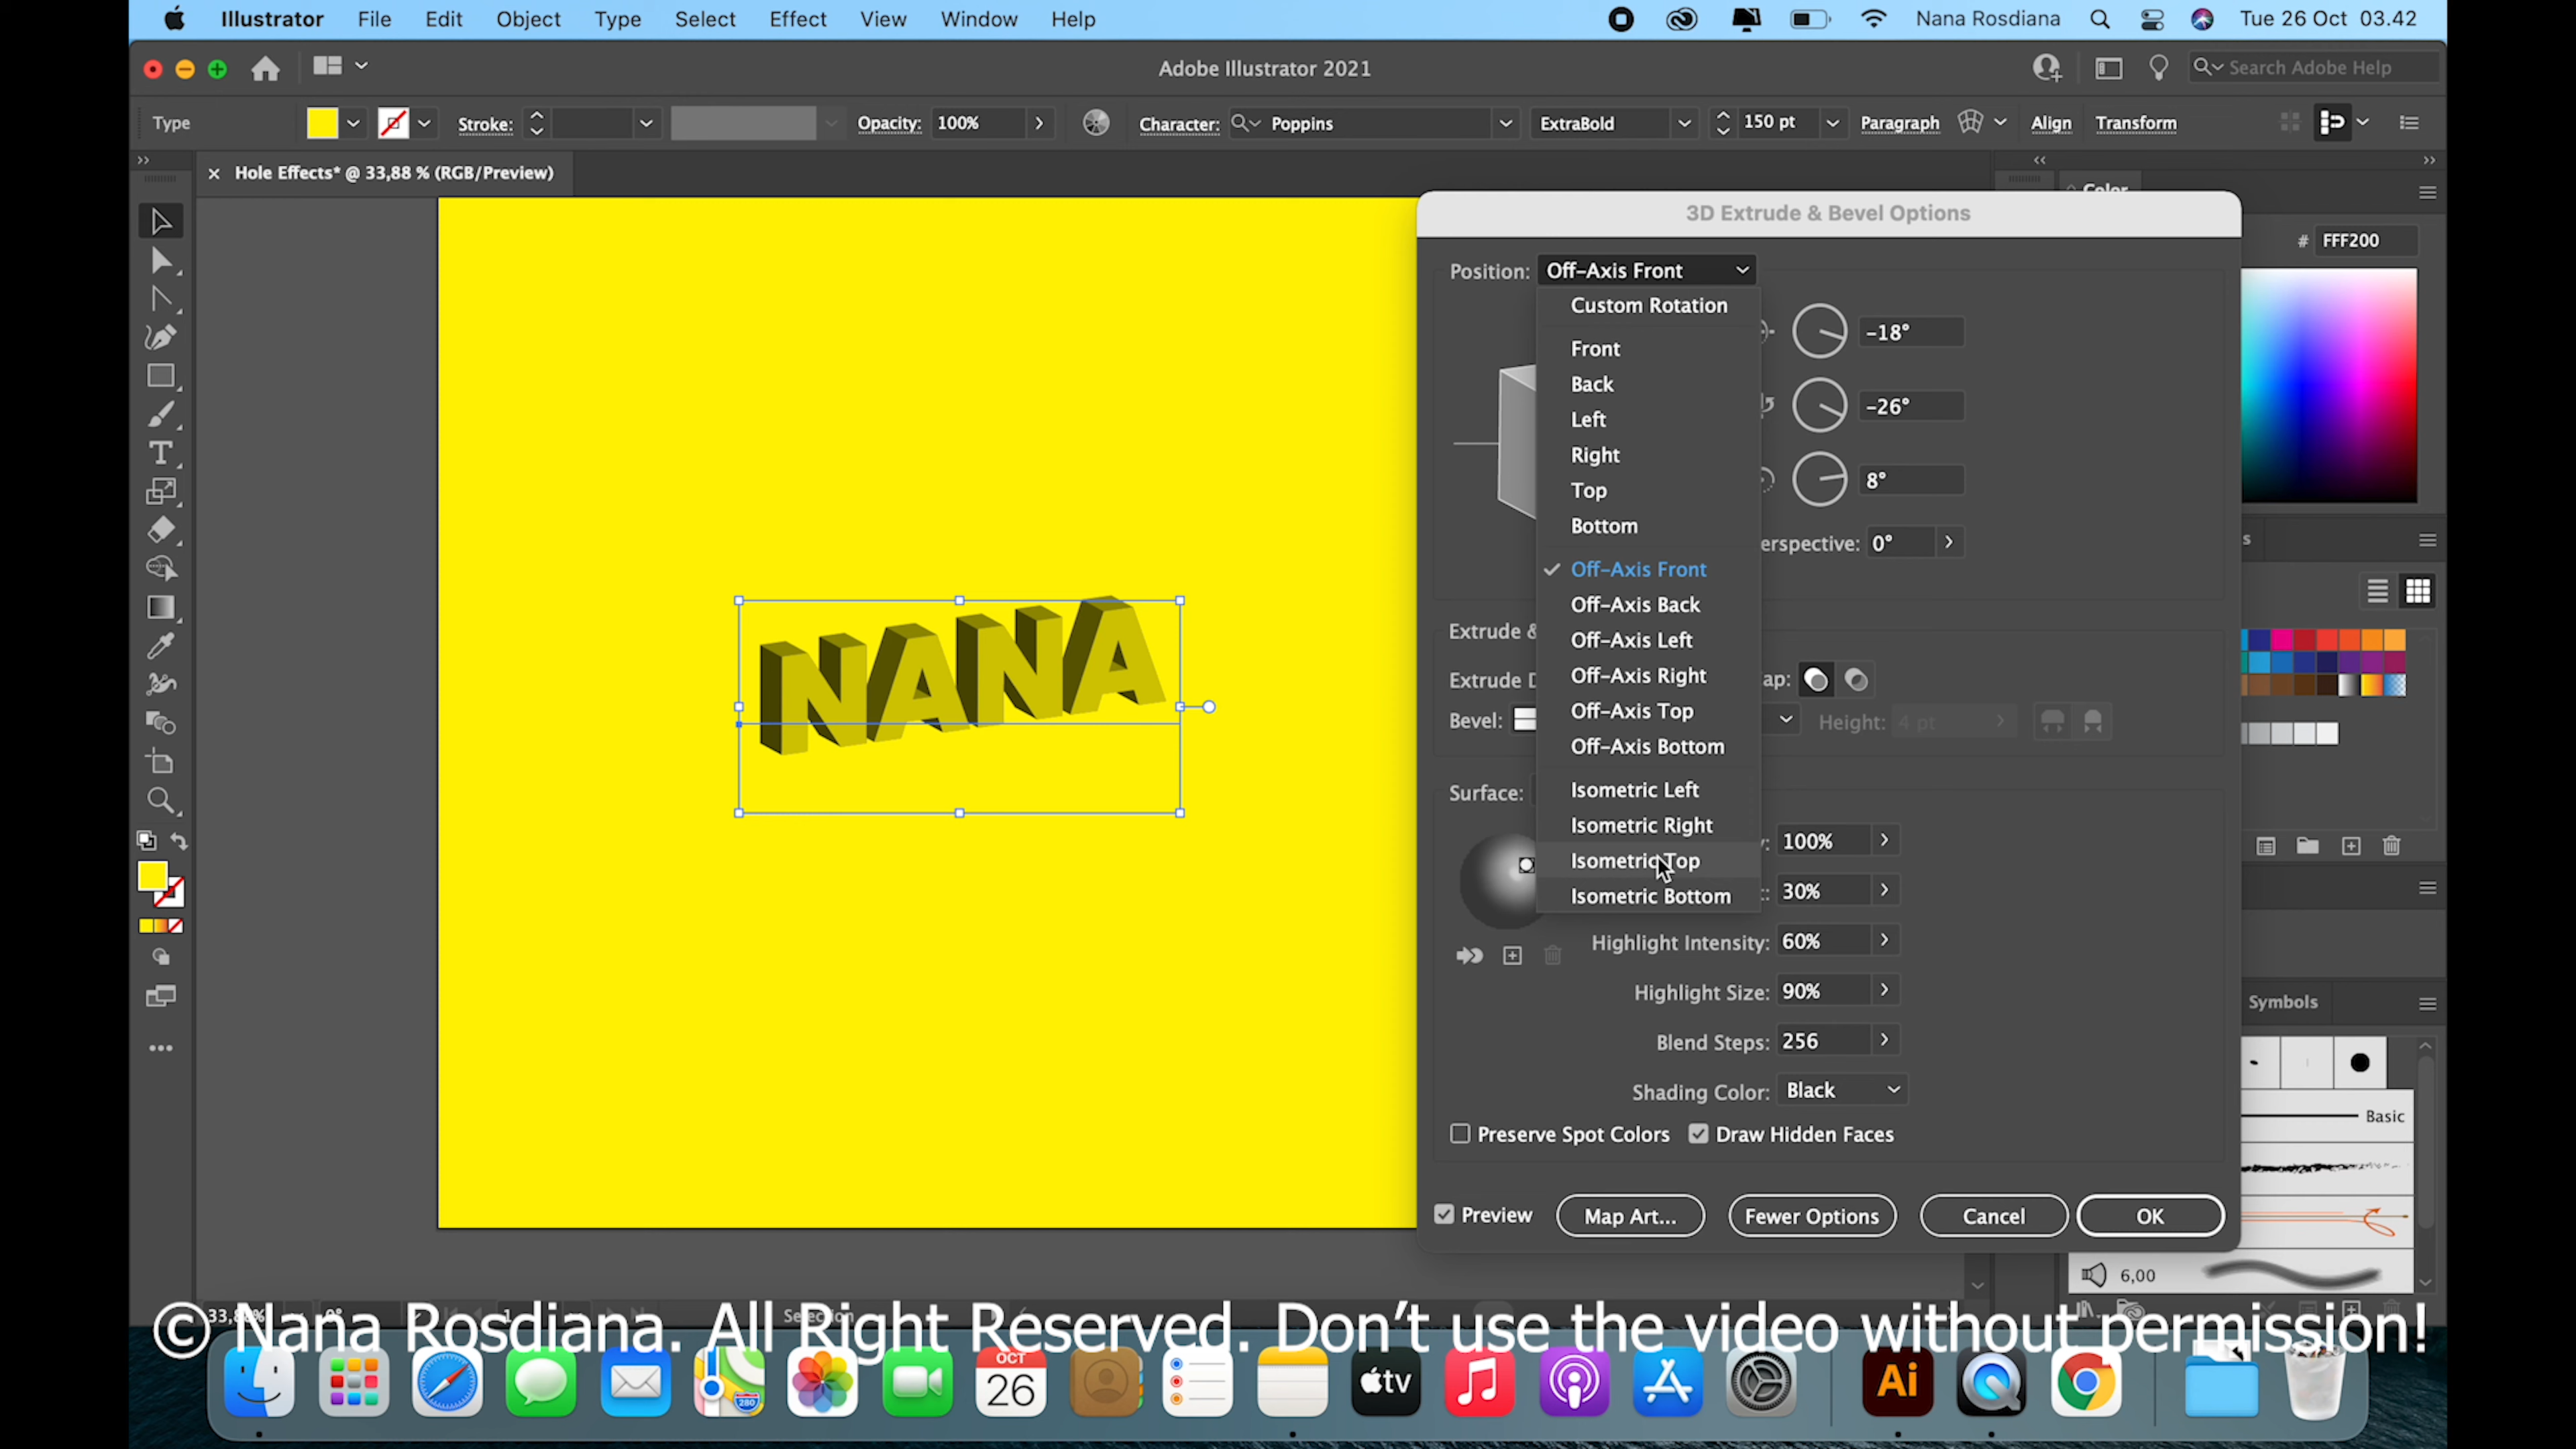 Illustrator File Edit Object Type Select Effect View Window Help
Nana Rosdiana Tue 26 Oct 03.42
Adobe Illustrator 2021
Search Adobe Help
Type Stroke: Opacity: 100% Character: Poppins ExtraBold 150 pt Paragraph Align Transform
× Hole Effects* @ 33,88 % (RGB/Preview)
Color
# FFF200
3D Extrude & Bevel Options
Position: Off-Axis Front
Custom Rotation
Front
Back
Left
Right
Top
Bottom
Off-Axis Front
Off-Axis Back
Off-Axis Left
Off-Axis Right
Off-Axis Top
Off-Axis Bottom
Isometric Left
Isometric Right
Isometric Top
Isometric Bottom
-18°
-26°
8°
erspective: 0°
Extrude &
Extrude D
ap:
Bevel:
Height: 4 pt
Surface:
100%
30%
Highlight Intensity: 60%
Highlight Size: 90%
Blend Steps: 256
Shading Color: Black
Preserve Spot Colors Draw Hidden Faces
Preview Map Art... Fewer Options Cancel OK
NANA
s
Symbols
Basic
6,00
Selection
© Nana Rosdiana. All Right Reserved. Don't use the video without permission!
OCT
26
280
tv
Ai